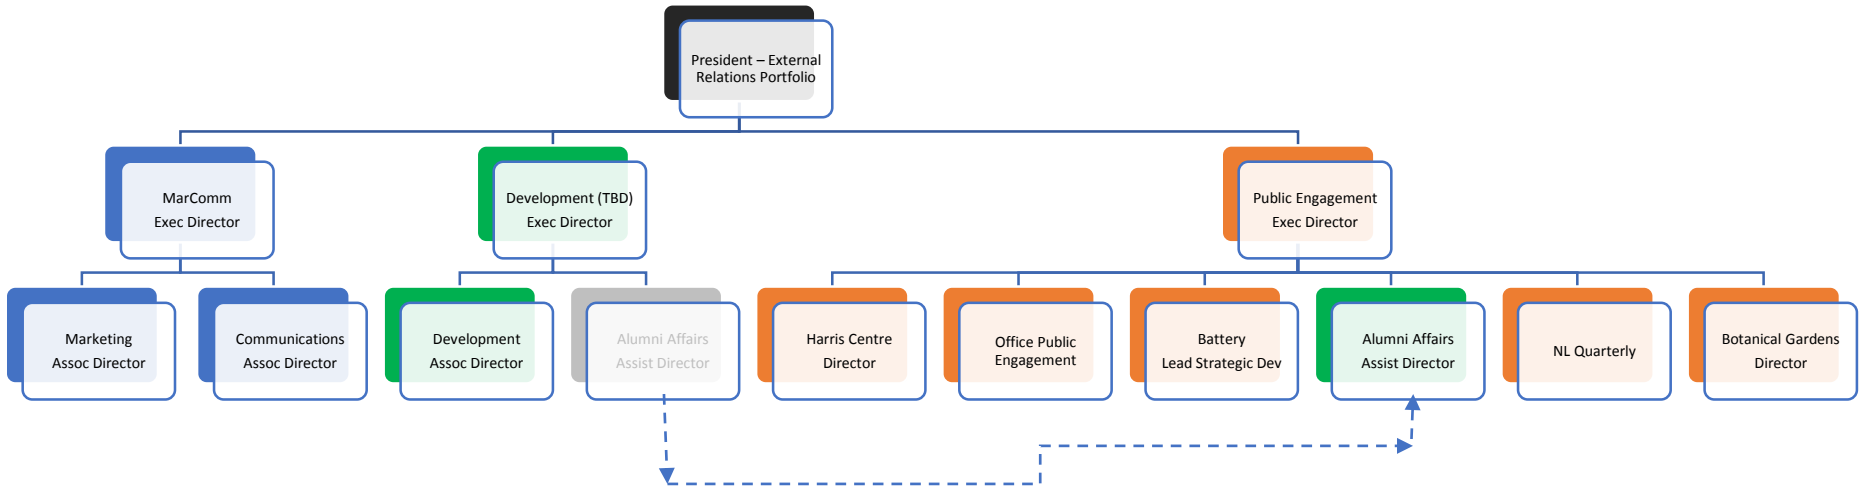 President – External
Relations Portfolio
MarComm
Exec Director
Development (TBD)
Exec Director
Public Engagement
Exec Director
Marketing
Assoc Director
Communications
Assoc Director
Development
Assoc Director
Alumni Affairs
Assist Director
Harris Centre
Director
Office Public
Engagement
Battery
Lead Strategic Dev
Alumni Affairs
Assist Director
NL Quarterly
Botanical Gardens
Director